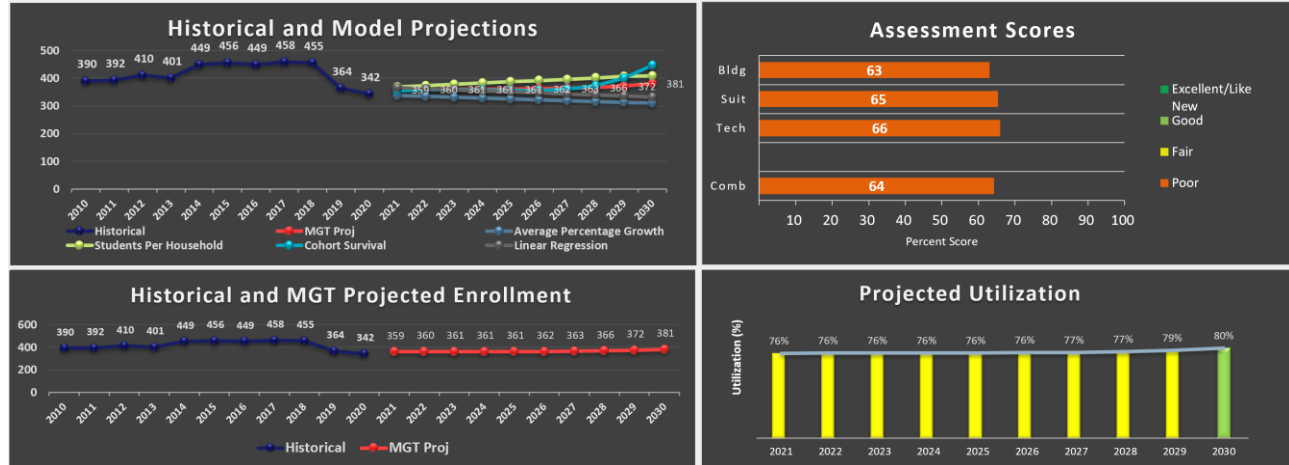 Historical and Model Projections
500
400
300
200
100
0
390 392 410 401 449 456 449 458 455 364 342
359 360 361 361 361 362 363 366 372 381
2010 2011 2012 2013 2014 2015 2016 2017 2018 2019 2020 2021 2022 2023 2024 2025 2026 2027 2028 2029 2030
Historical MGT Proj Average Percentage Growth
Students Per Household Cohort Survival Linear Regression
Assessment Scores
Bldg 63
Suit 65
Tech 66
Comb 64
10 20 30 40 50 60 70 80 90 100
Percent Score
Excellent/Like
New
Good
Fair
Poor
Historical and MGT Projected Enrollment
600
400
200
0
390 392 410 401 449 456 449 458 455 364 342 359 360 361 361 361 362 363 366 372 381
2010 2011 2012 2013 2014 2015 2016 2017 2018 2019 2020 2021 2022 2023 2024 2025 2026 2027 2028 2029 2030
Historical MGT Proj
Projected Utilization
Utilization (%)
76% 76% 76% 76% 76% 76% 77% 77% 79% 80%
2021 2022 2023 2024 2025 2026 2027 2028 2029 2030